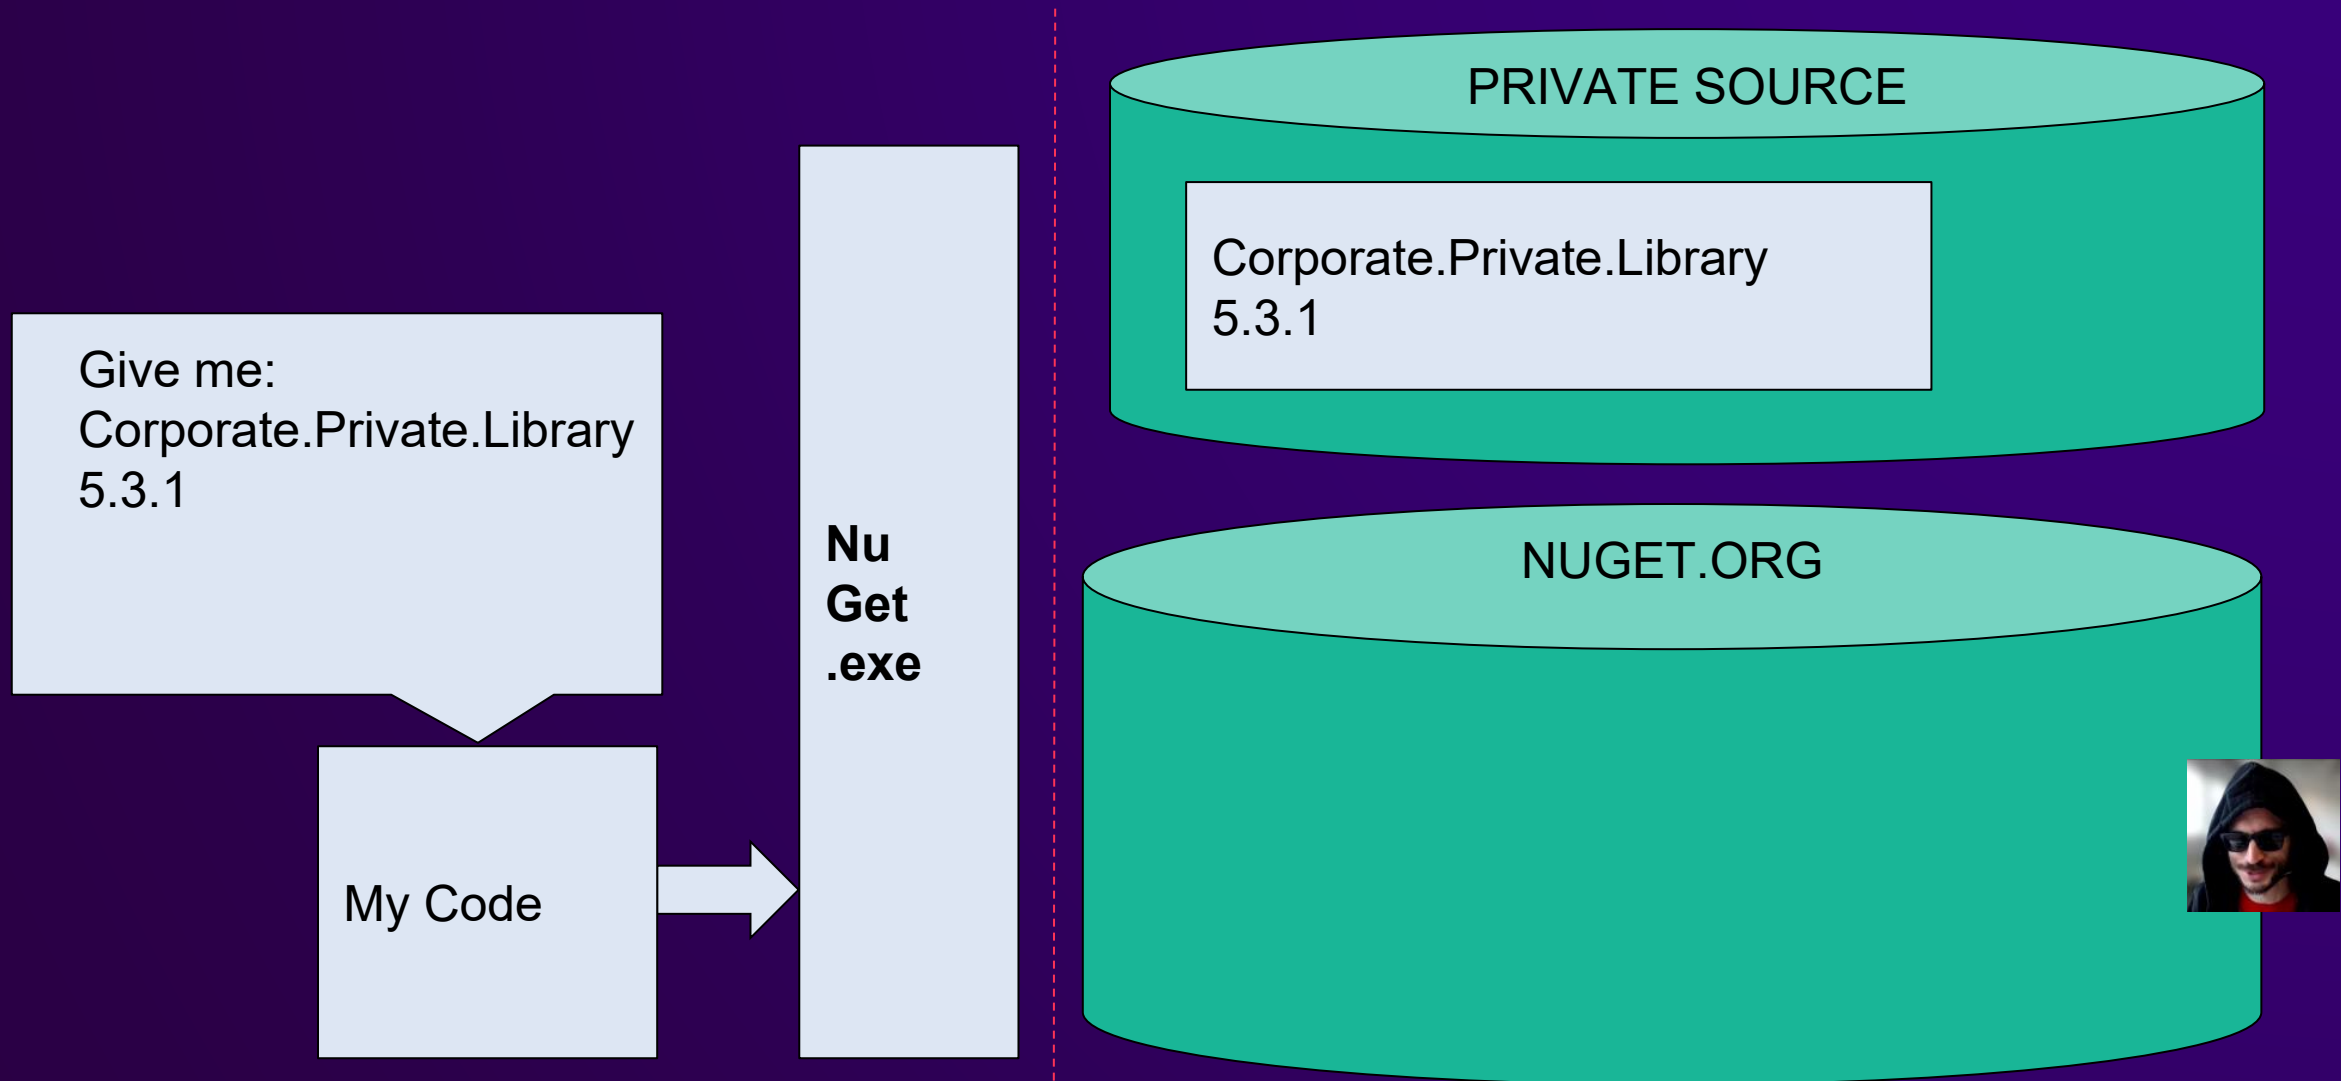 Give me:
Corporate.Private.Library
5.3.1
My Code
Nu
Get
.exe
PRIVATE SOURCE
Corporate.Private.Library
5.3.1
NUGET.ORG